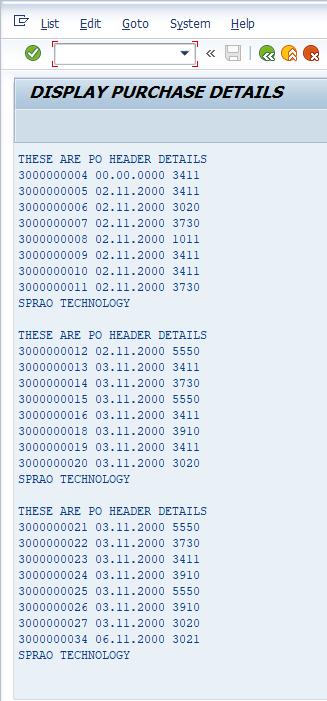 List Edit Goto System Help
DISPLAY PURCHASE DETAILS
THESE ARE PO HEADER DETAILS
3000000004 00.00.0000 3411
3000000005 02.11.2000 3411
3000000006 02.11.2000 3020
3000000007 02.11.2000 3730
3000000008 02.11.2000 1011
3000000009 02.11.2000 3411
3000000010 02.11.2000 3411
3000000011 02.11.2000 3730
SPRAO TECHNOLOGY
THESE ARE PO HEADER DETAILS
3000000012 02.11.2000 5550
3000000013 03.11.2000 3411
3000000014 03.11.2000 3730
3000000015 03.11.2000 5550
3000000016 03.11.2000 3411
3000000018 03.11.2000 3910
3000000019 03.11.2000 3411
3000000020 03.11.2000 3020
SPRAO TECHNOLOGY
THESE ARE PO HEADER DETAILS
3000000021 03.11.2000 5550
3000000022 03.11.2000 3730
3000000023 03.11.2000 3411
3000000024 03.11.2000 3910
3000000025 03.11.2000 5550
3000000026 03.11.2000 3910
3000000027 03.11.2000 3020
3000000034 06.11.2000 3021
SPRAO TECHNOLOGY